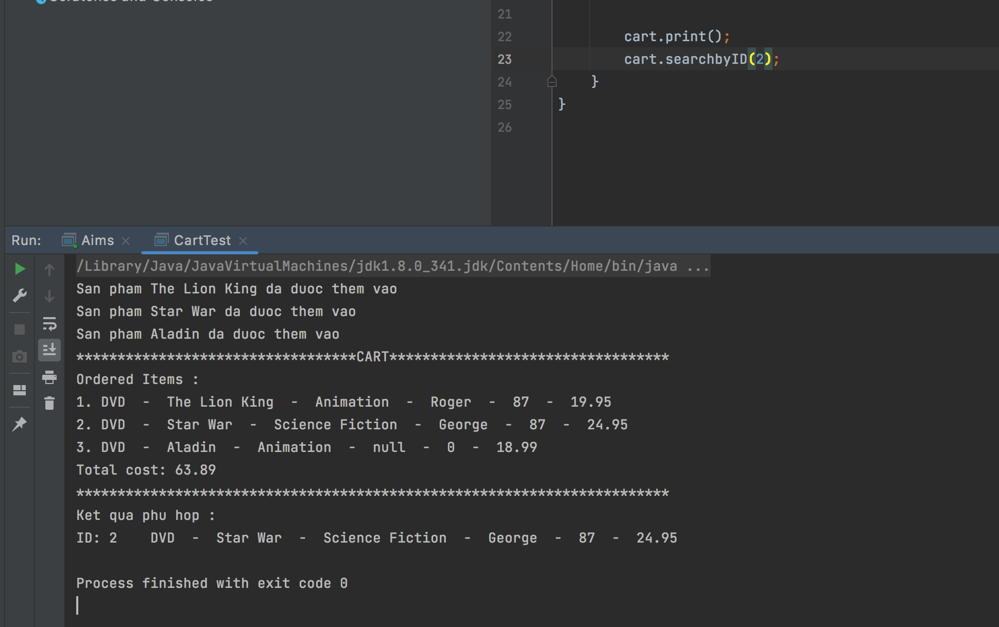 Scratches and Consoles
21
22 cart.print();
23 cart.searchbyID(2);
24 }
25 }
26
Run: Aims CartTest
/Library/Java/JavaVirtualMachines/jdk1.8.0_341.jdk/Contents/Home/bin/java ...
San pham The Lion King da duoc them vao
San pham Star War da duoc them vao
San pham Aladin da duoc them vao
**********************************CART**********************************
Ordered Items :
1. DVD  -  The Lion King  -  Animation  -  Roger  -  87  -  19.95
2. DVD  -  Star War  -  Science Fiction  -  George  -  87  -  24.95
3. DVD  -  Aladin  -  Animation  -  null  -  0  -  18.99
Total cost: 63.89
************************************************************************
Ket qua phu hop :
ID: 2    DVD  -  Star War  -  Science Fiction  -  George  -  87  -  24.95
Process finished with exit code 0